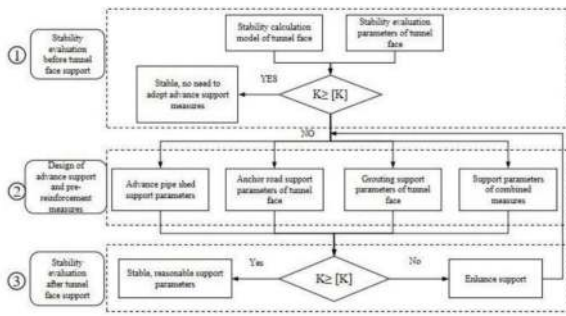 1
Stability
evaluation
before tunnel
face support
Stability calculation
model of tunnel face
Stability evaluation
parameters of tunnel
face
Stable, no need to
adopt advance support
measures
YES
K≥ [K]
NO
2
Design of
advance support
and pre-
reinforcement
measures
Advance pipe shed
support parameters
Anchor road support
parameters of tunnel
face
Grouting support
parameters of tunnel
face
Support parameters
of combined
measures
3
Stability
evaluation
after tunnel
face support
Stable, reasonable support
parameters
Yes
K≥ [K]
No
Enhance support